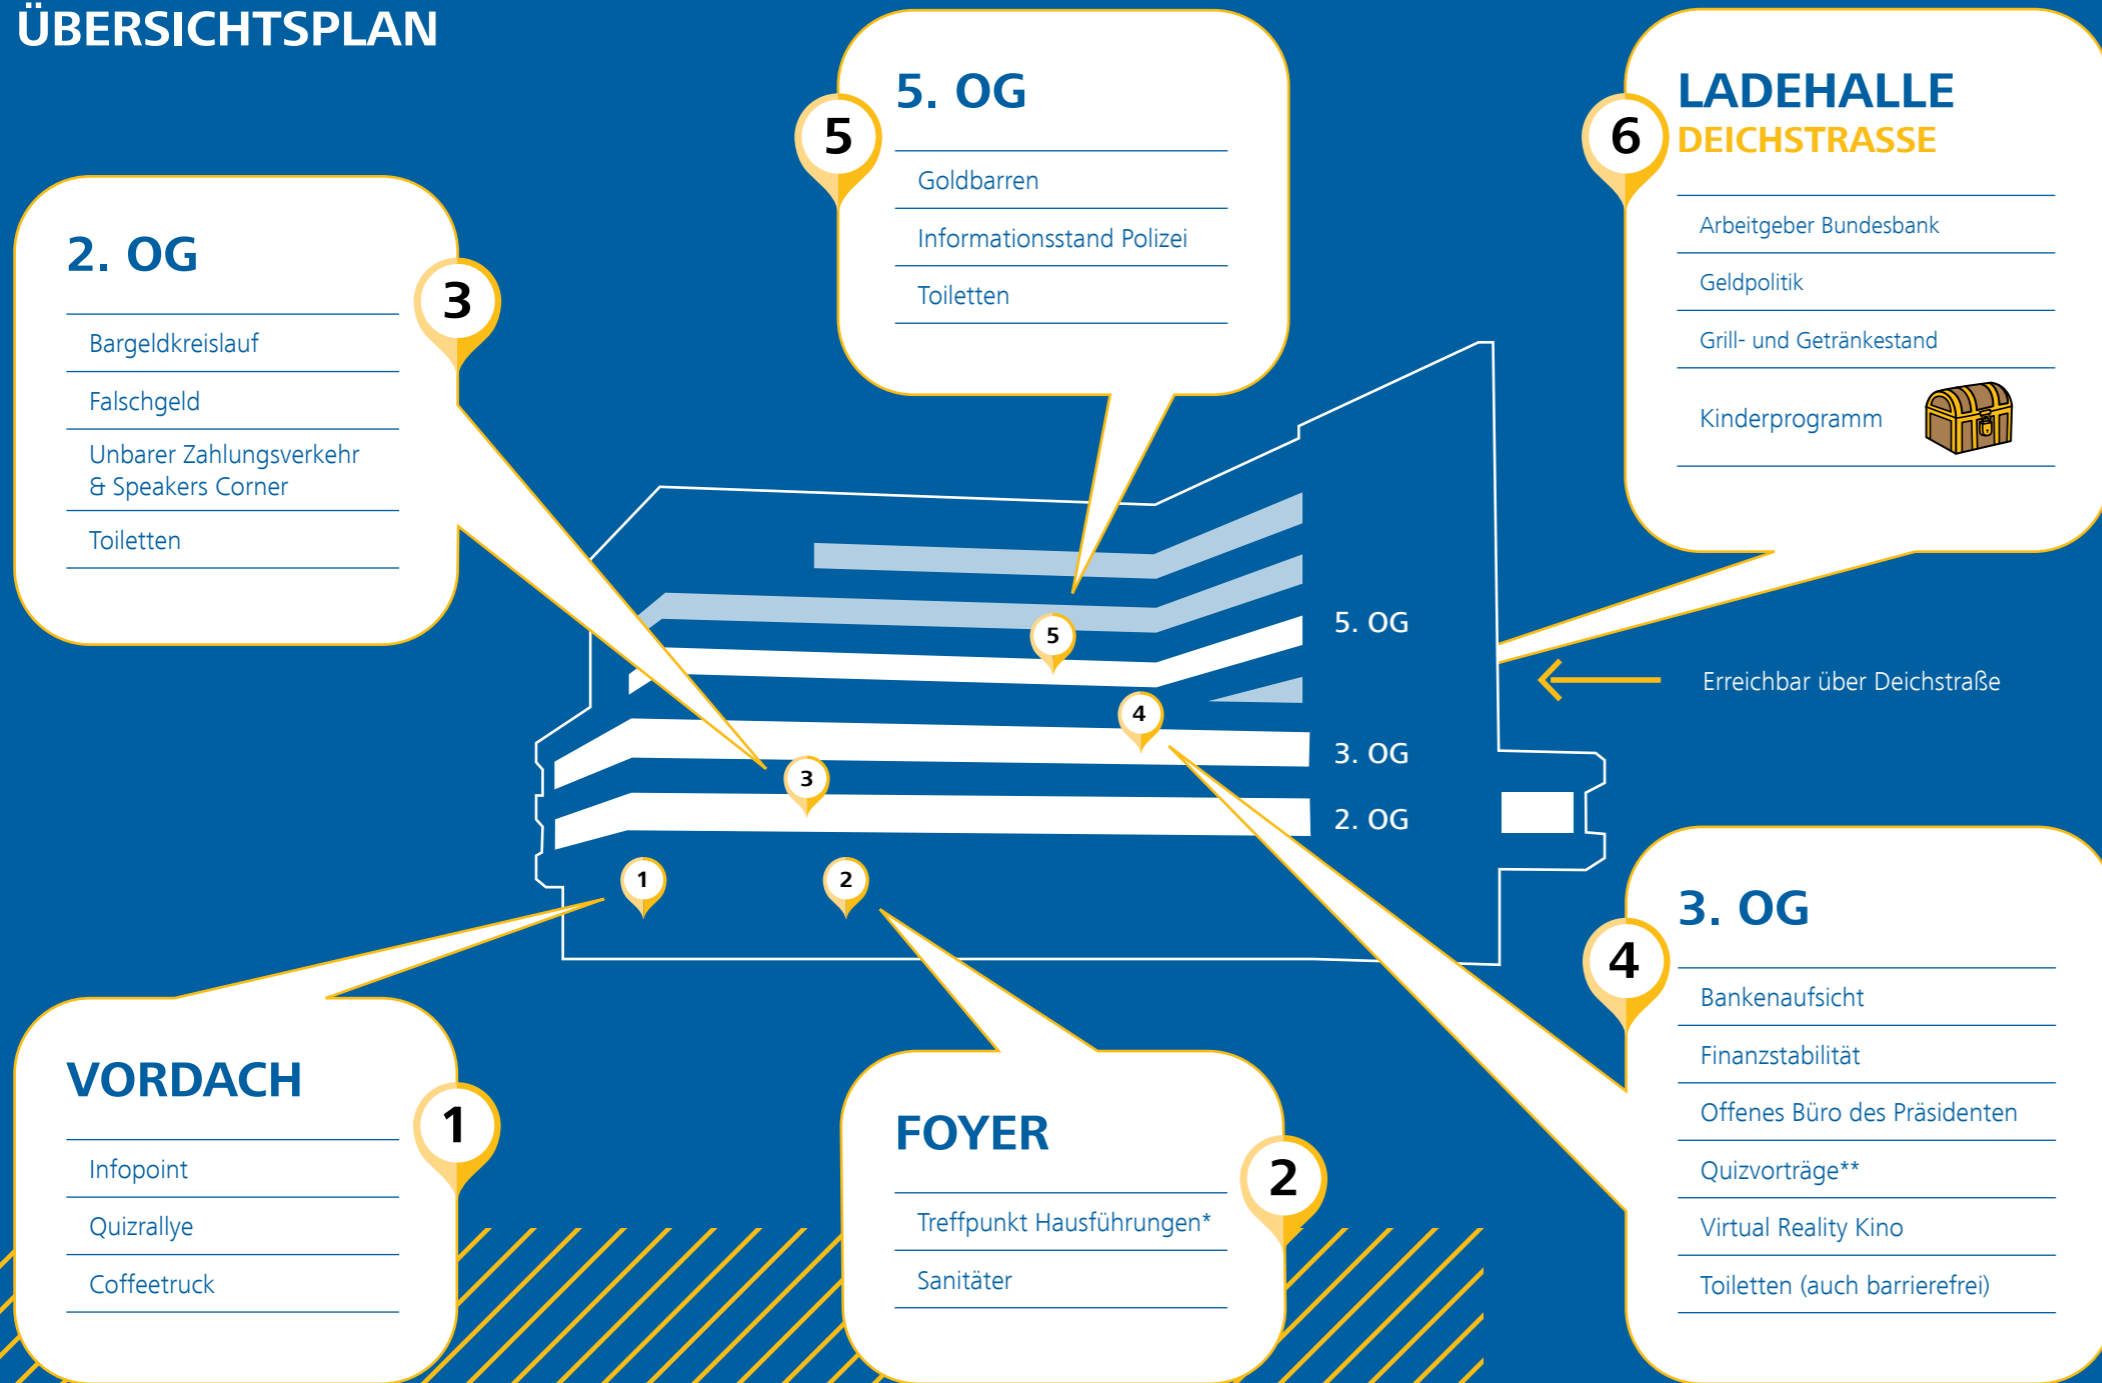 ÜBERSICHTSPLAN
2. OG
3
Bargeldkreislauf
Falschgeld
Unbarer Zahlungsverkehr
& Speakers Corner
Toiletten
5
5. OG
Goldbarren
Informationsstand Polizei
Toiletten
6
LADEHALLE
DEICHSTRASSE
Arbeitgeber Bundesbank
Geldpolitik
Grill- und Getränkestand
Kinderprogramm
5
5. OG
4
3. OG
3
2. OG
1
2
Erreichbar über Deichstraße
VORDACH
1
Infopoint
Quizrallye
Coffeetruck
FOYER
2
Treffpunkt Hausführungen*
Sanitäter
4
3. OG
Bankenaufsicht
Finanzstabilität
Offenes Büro des Präsidenten
Quizvorträge**
Virtual Reality Kino
Toiletten (auch barrierefrei)